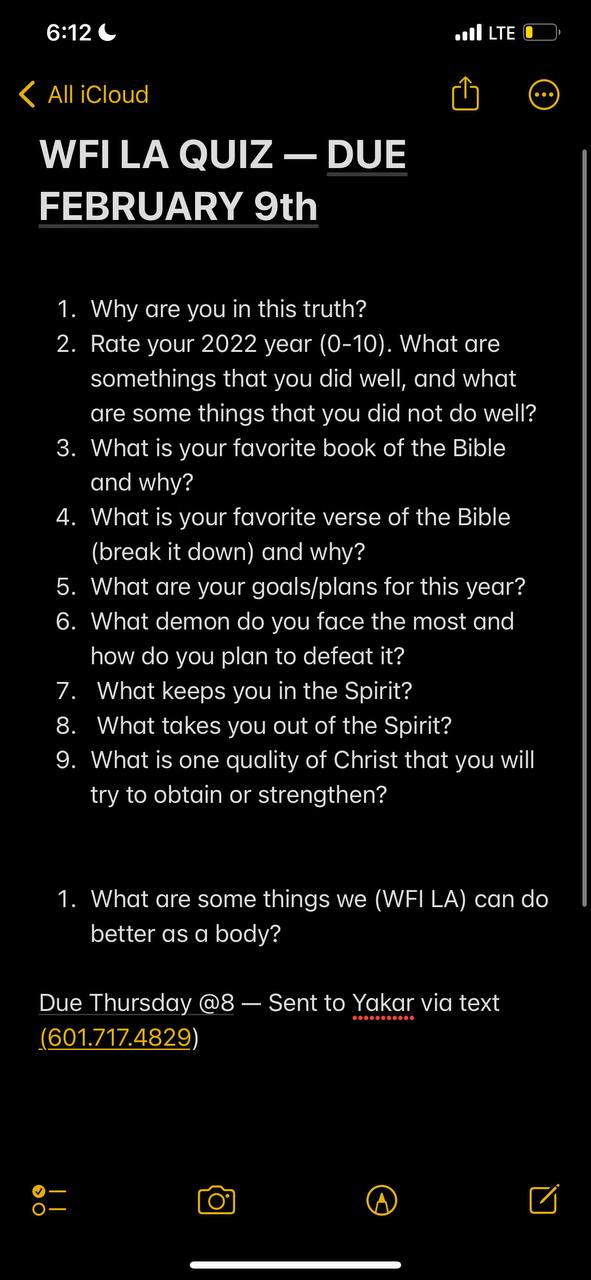 6:12
LTE
All iCloud
WFI LA QUIZ — DUE
FEBRUARY 9th
1. Why are you in this truth?
2. Rate your 2022 year (0-10). What are
somethings that you did well, and what
are some things that you did not do well?
3. What is your favorite book of the Bible
and why?
4. What is your favorite verse of the Bible
(break it down) and why?
5. What are your goals/plans for this year?
6. What demon do you face the most and
how do you plan to defeat it?
7. What keeps you in the Spirit?
8. What takes you out of the Spirit?
9. What is one quality of Christ that you will
try to obtain or strengthen?
1. What are some things we (WFI LA) can do
better as a body?
Due Thursday @8 — Sent to Yakar via text
(601.717.4829)